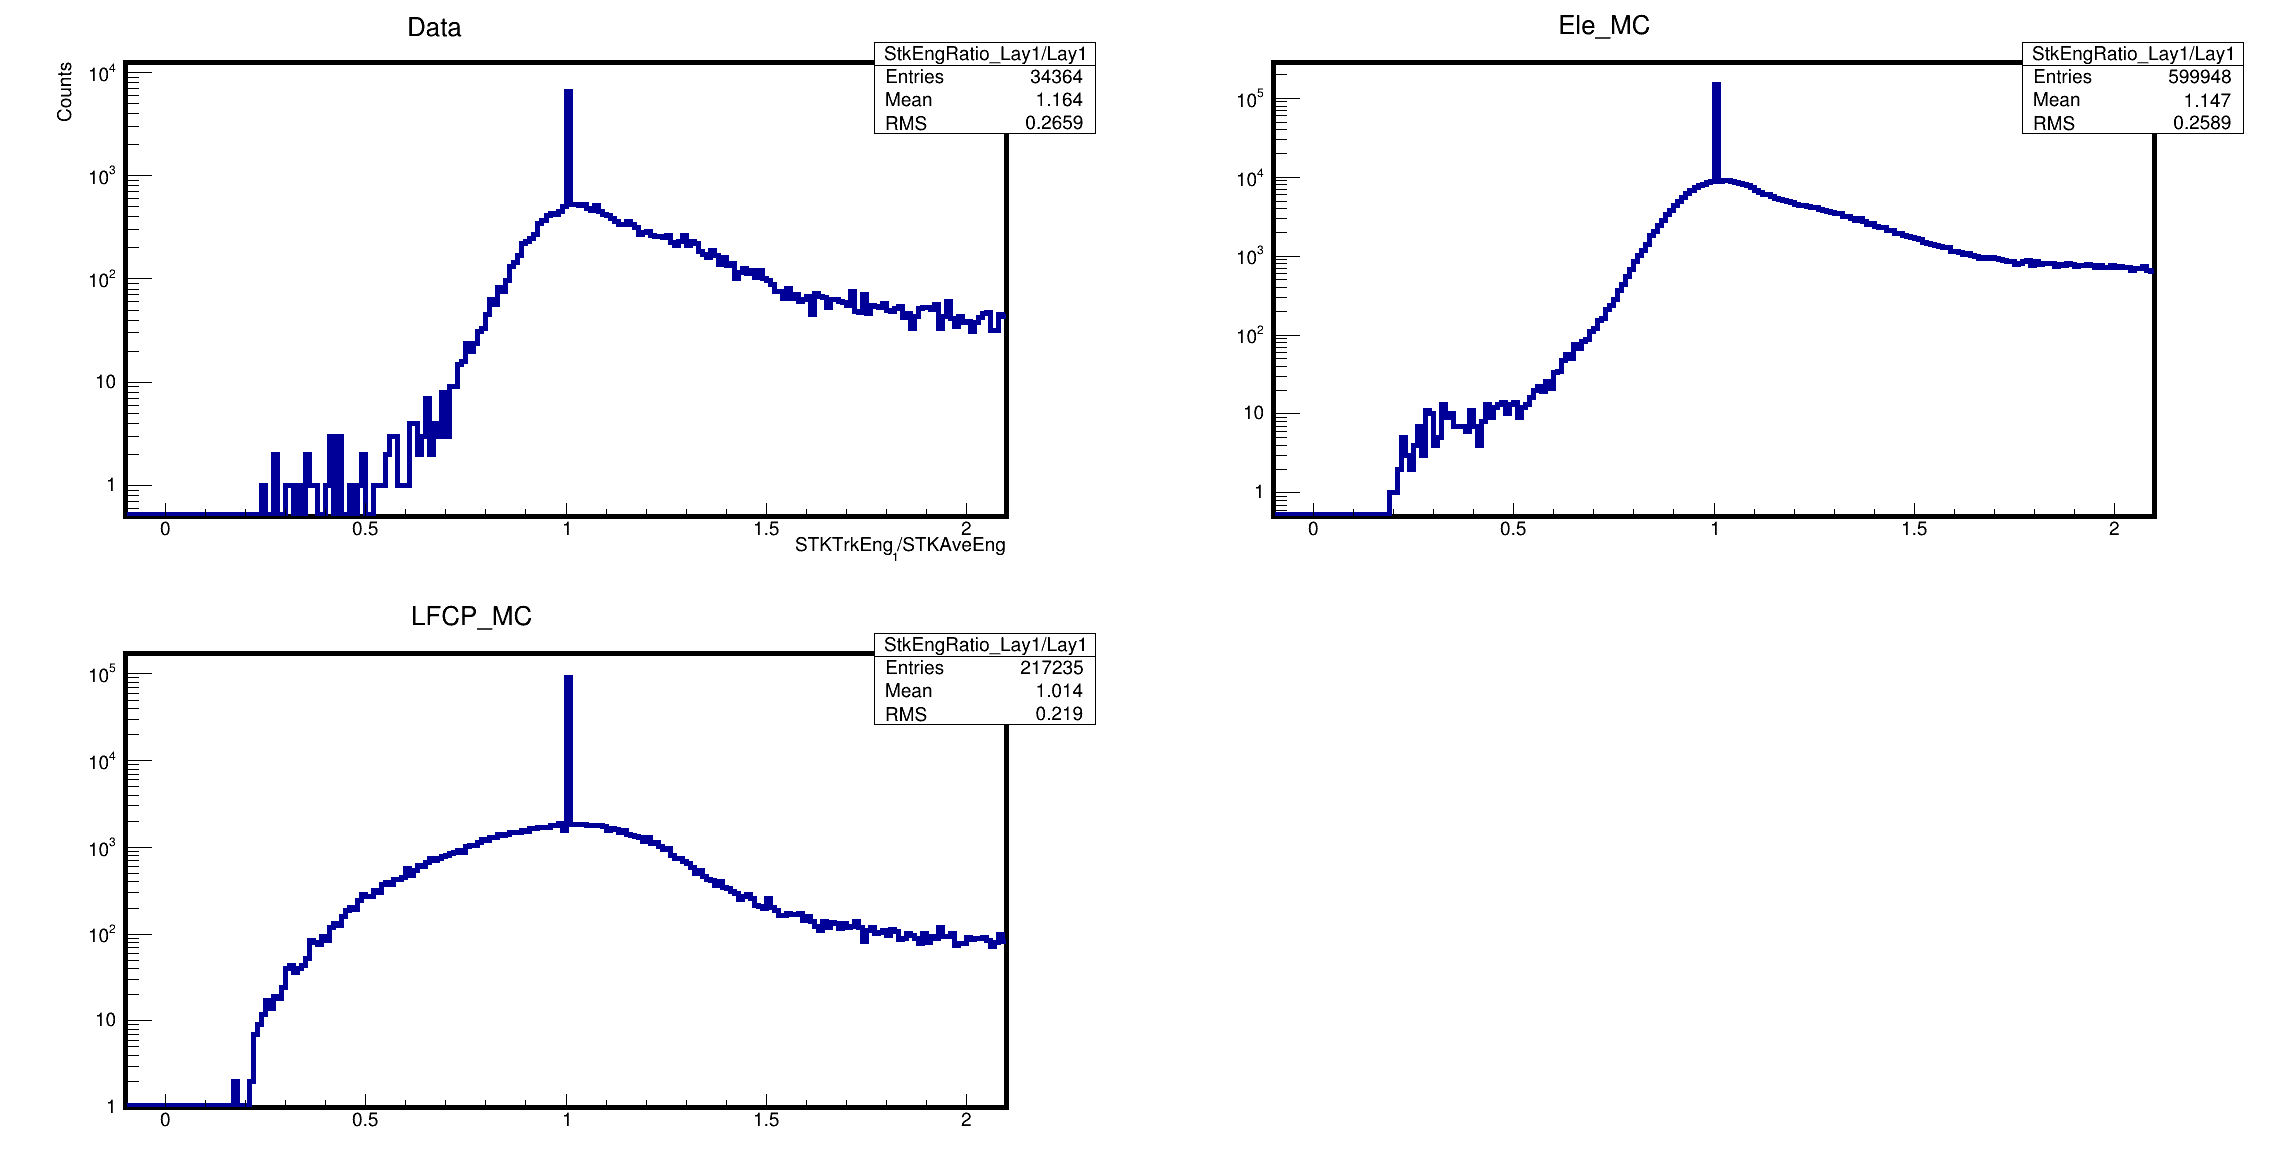 Data
StkEngRatio_Lay1/Lay1
Entries 34364
Mean 1.164
RMS 0.2659
Counts
10^4
10^3
10^2
10
1
0 0.5 1 1.5 2
STKTrkEng_1/STKAveEng
Ele_MC
StkEngRatio_Lay1/Lay1
Entries 599948
Mean 1.147
RMS 0.2589
10^5
10^4
10^3
10^2
10
1
0 0.5 1 1.5 2
LFCP_MC
StkEngRatio_Lay1/Lay1
Entries 217235
Mean 1.014
RMS 0.219
10^5
10^4
10^3
10^2
10
1
0 0.5 1 1.5 2